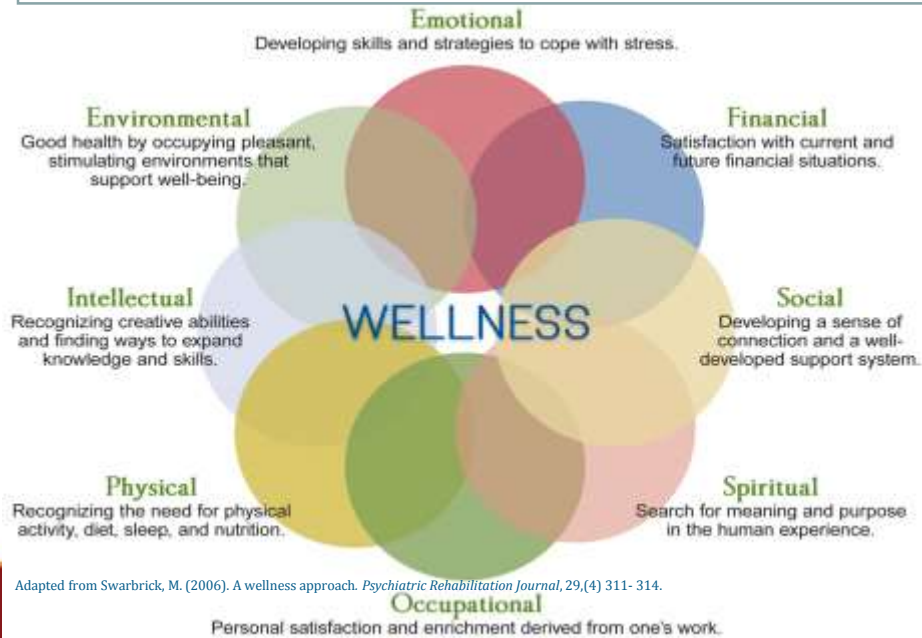 Emotional
Developing skills and strategies to cope with stress.
Environmental
Good health by occupying pleasant,
stimulating environments that
support well-being.
Financial
Satisfaction with current and
future financial situations.
Intellectual
Recognizing creative abilities
and finding ways to expand
knowledge and skills.
WELLNESS
Social
Developing a sense of
connection and a well-
developed support system.
Physical
Recognizing the need for physical
activity, diet, sleep, and nutrition.
Spiritual
Search for meaning and purpose
in the human experience.
Adapted from Swarbrick, M. (2006). A wellness approach. Psychiatric Rehabilitation Journal, 29,(4) 311- 314.
Occupational
Personal satisfaction and enrichment derived from one's work.